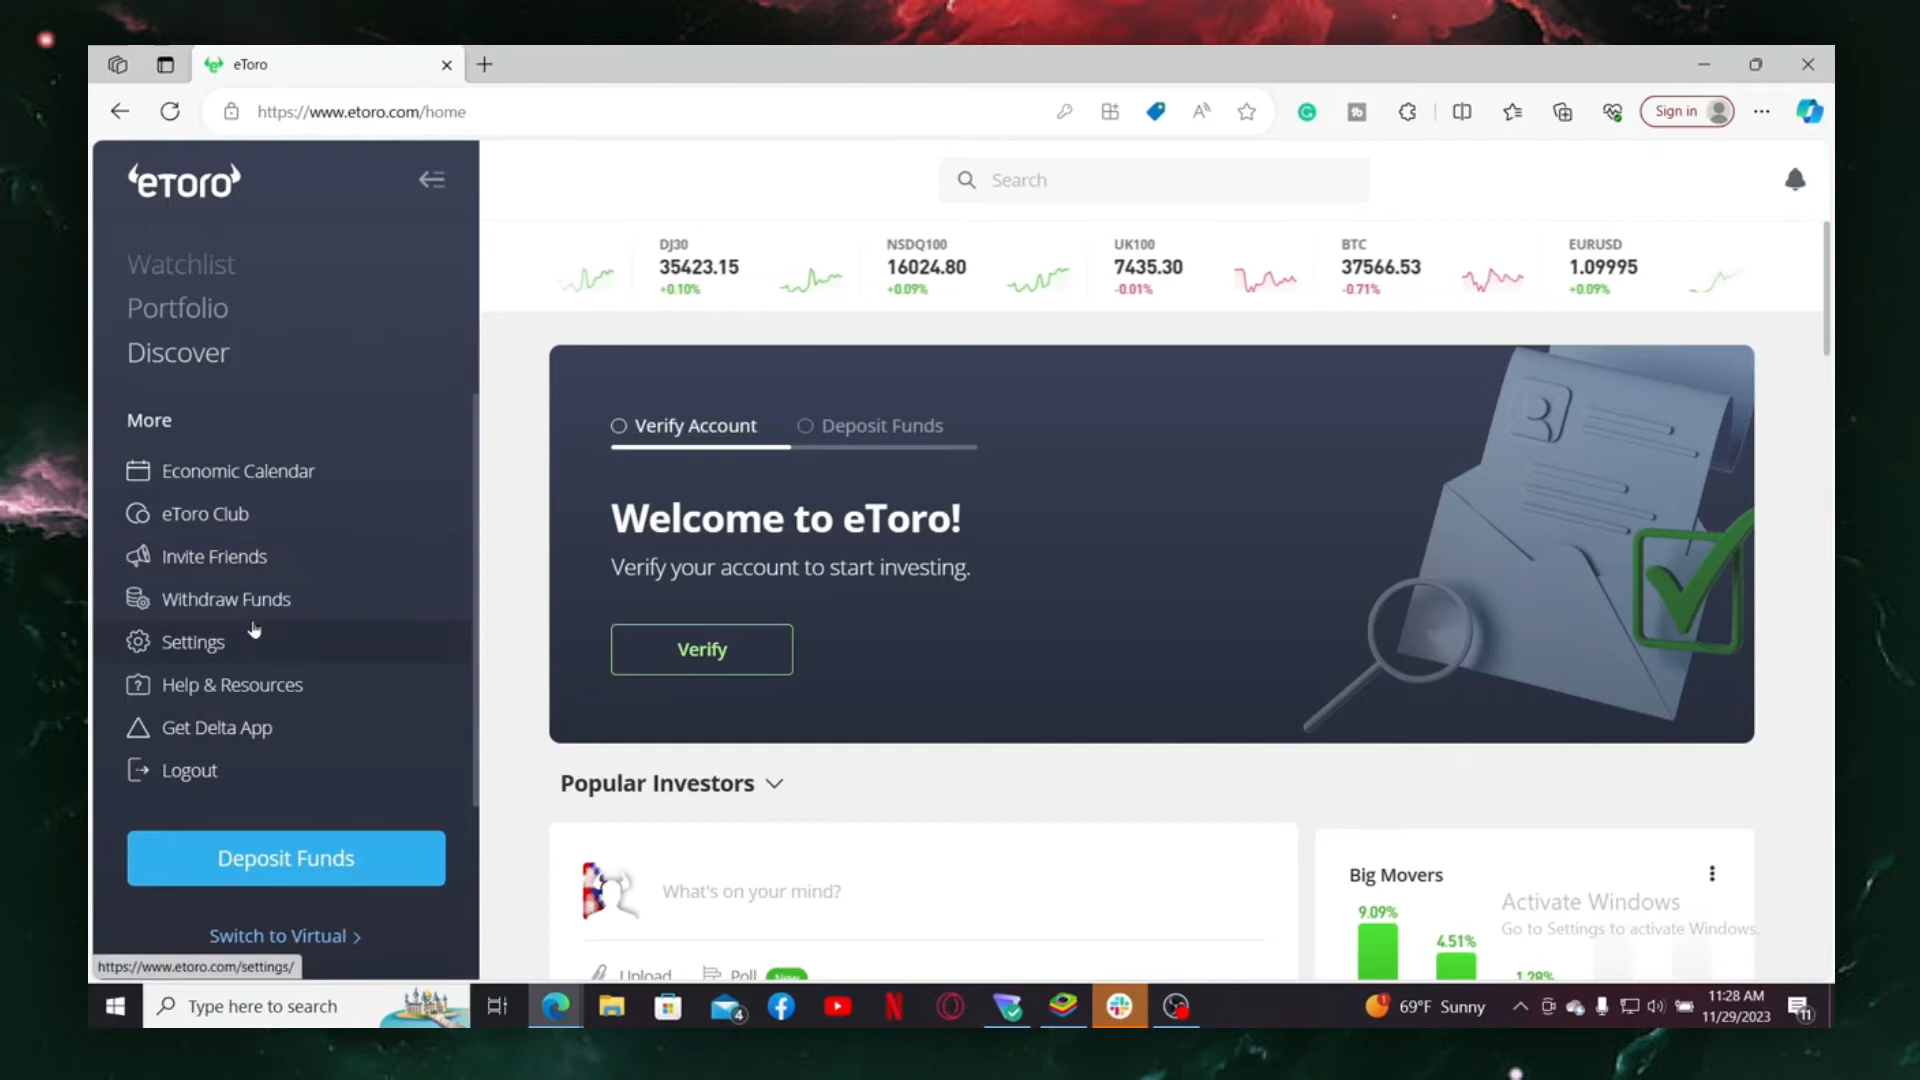 eToro
https://www.etoro.com/home
Sign in
eToro
Search
Watchlist
Portfolio
Discover
More
Economic Calendar
eToro Club
Invite Friends
Withdraw Funds
Settings
Help & Resources
Get Delta App
Logout
Deposit Funds
Switch to Virtual
https://www.etoro.com/settings/
DJ30
35423.15
+0.10%
NSDQ100
16024.80
+0.09%
UK100
7435.30
-0.01%
BTC
37566.53
-0.71%
EURUSD
1.09995
+0.09%
Verify Account
Deposit Funds
Welcome to eToro!
Verify your account to start investing.
Verify
Popular Investors
What's on your mind?
Upload
Poll
New
Big Movers
9.09%
4.51%
1.28%
Activate Windows
Go to Settings to activate Windows.
Type here to search
4
69°F Sunny
11:28 AM
11/29/2023
11